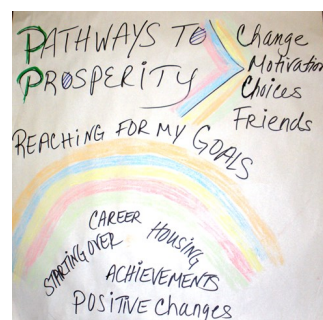 PATHWAYS TO
PROSPERITY
Change
Motivation
Choices
Friends
REACHING FOR MY GOALS
CAREER
STARTING OVER
HOUSING
ACHIEVEMENTS
POSITIVE Changes